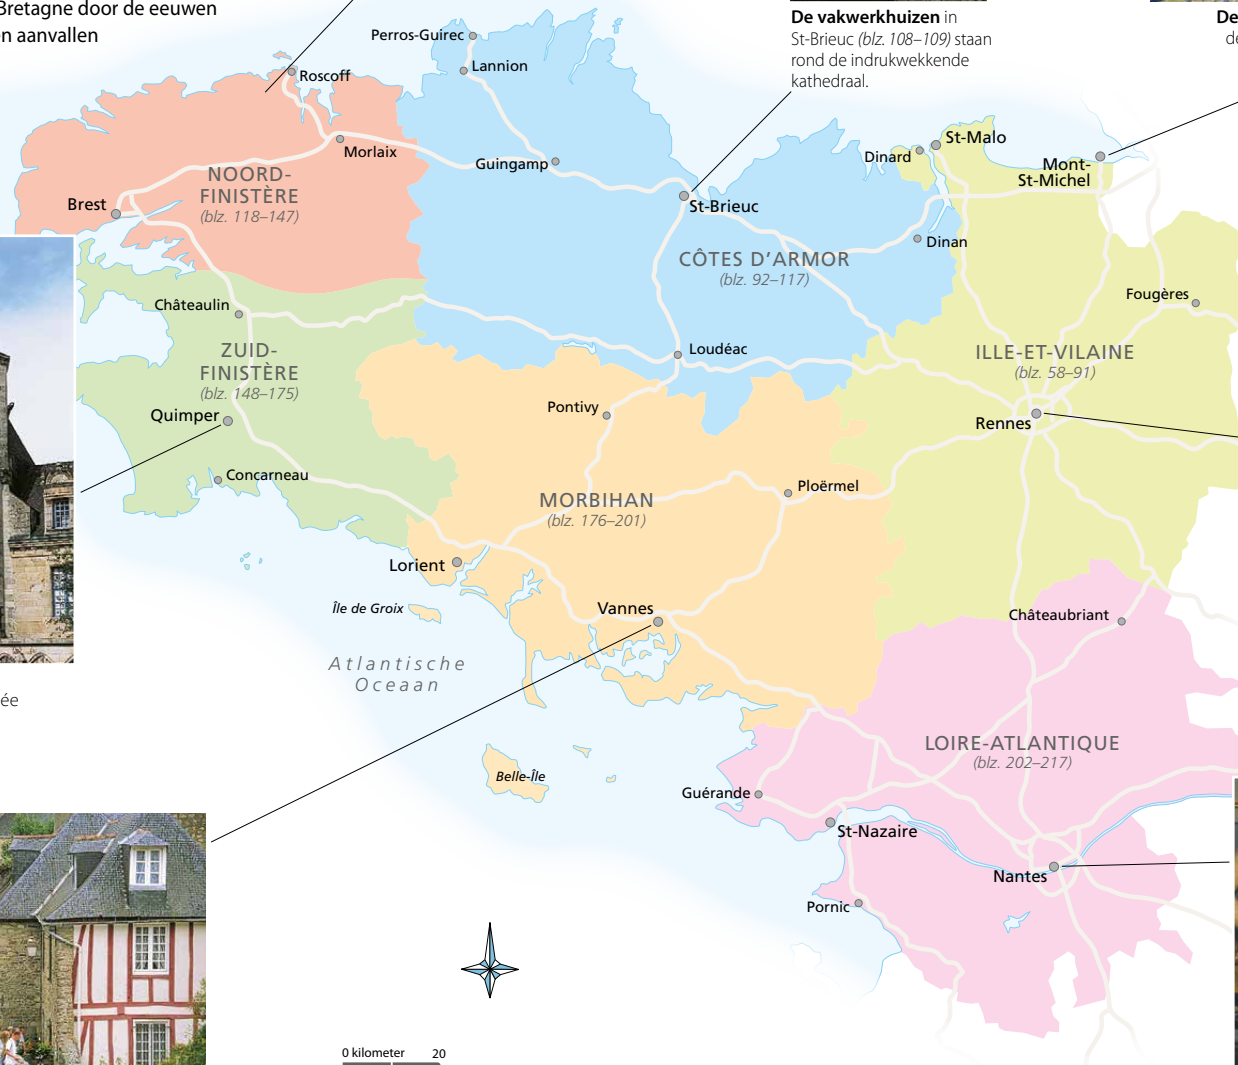 Bretagne door de eeuwen
en aanvallen
De vakwerkhuizen in
St-Brieuc (blz. 108–109) staan
rond de indrukwekkende
kathedraal.
De
de
Perros-Guirec
Lannion
Roscoff
Morlaix
Guingamp
NOORD-
FINISTÈRE
(blz. 118–147)
Brest
St-Brieuc
Dinard
St-Malo
Mont-
St-Michel
Dinan
CÔTES D’ARMOR
(blz. 92–117)
Fougères
Châteaulin
ZUID-
FINISTÈRE
(blz. 148–175)
Loudéac
ILLE-ET-VILAINE
(blz. 58–91)
Quimper
Pontivy
Rennes
Concarneau
MORBIHAN
(blz. 176–201)
Ploërmel
Lorient
Île de Groix
Vannes
Châteaubriant
Atlantische
Oceaan
ée
LOIRE-ATLANTIQUE
(blz. 202–217)
Belle-Île
Guérande
St-Nazaire
Nantes
Pornic
0 kilometer 20